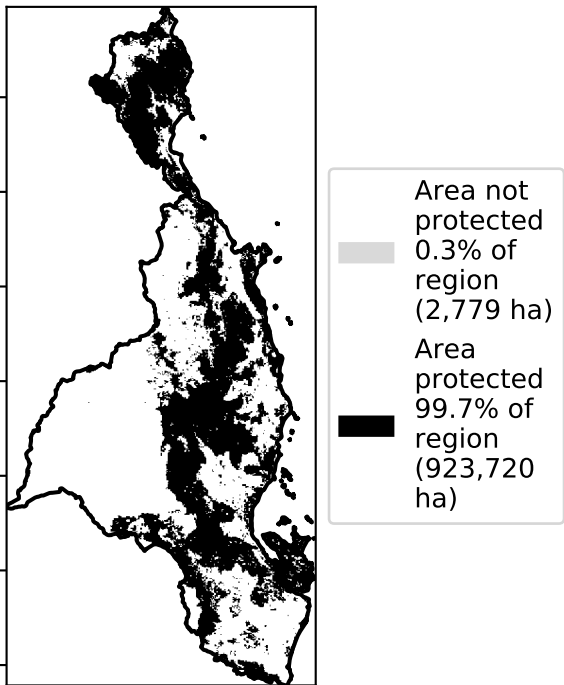 Area not
protected
0.3% of
region
(2,779 ha)
Area
protected
99.7% of
region
(923,720
ha)